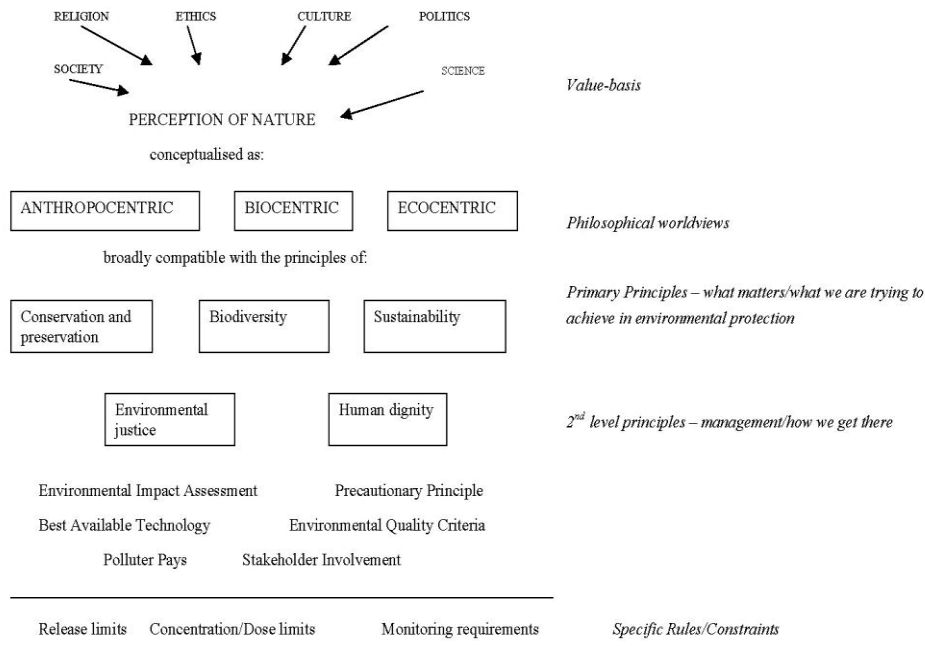 RELIGION ETHICS CULTURE POLITICS
SOCIETY SCIENCE
Value-basis
PERCEPTION OF NATURE
conceptualised as:
ANTHROPOCENTRIC BIOCENTRIC ECOCENTRIC
Philosophical worldviews
broadly compatible with the principles of:
Primary Principles – what matters/what we are trying to
achieve in environmental protection
Conservation and
preservation
Biodiversity
Sustainability
Environmental
justice
Human dignity
2nd level principles – management/how we get there
Environmental Impact Assessment Precautionary Principle
Best Available Technology Environmental Quality Criteria
Polluter Pays Stakeholder Involvement
Release limits Concentration/Dose limits Monitoring requirements Specific Rules/Constraints